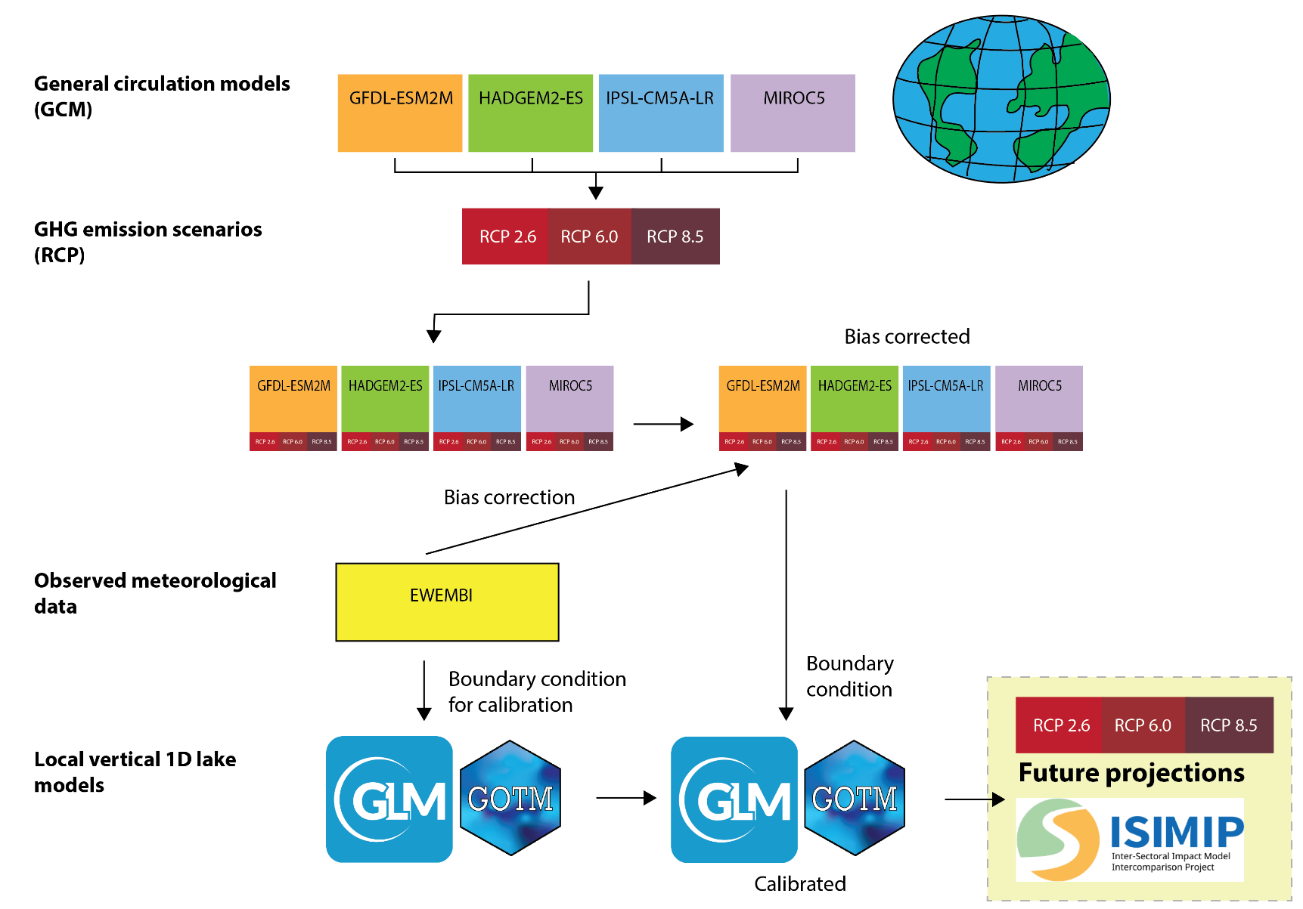 General circulation models
(GCM)
GFDL-ESM2M HADGEM2-ES IPSL-CM5A-LR MIROC5
GHG emission scenarios
(RCP)
RCP 2.6 RCP 6.0 RCP 8.5
Bias corrected
GFDL-ESM2M HADGEM2-ES IPSL-CM5A-LR MIROC5
RCP 2.6 RCP 6.0 RCP 8.5 RCP 2.6 RCP 6.0 RCP 8.5 RCP 2.6 RCP 6.0 RCP 8.5 RCP 2.6 RCP 6.0 RCP 8.5
GFDL-ESM2M HADGEM2-ES IPSL-CM5A-LR MIROC5
RCP 2.6 RCP 6.0 RCP 8.5 RCP 2.6 RCP 6.0 RCP 8.5 RCP 2.6 RCP 6.0 RCP 8.5 RCP 2.6 RCP 6.0 RCP 8.5
Bias correction
Observed meteorological
data
EWEMBI
Boundary condition
for calibration
Boundary
condition
Local vertical 1D lake
models
GLM GOTM
GLM GOTM
Calibrated
RCP 2.6 RCP 6.0 RCP 8.5
Future projections
ISIMIP
Inter-Sectoral Impact Model
Intercomparison Project